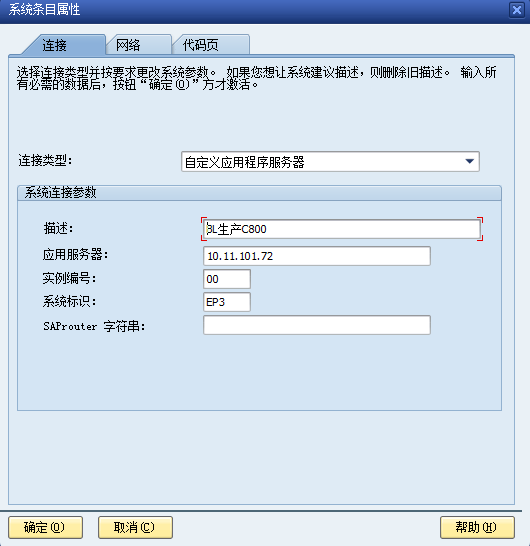 系统条目属性
连接 网络 代码页
选择连接类型并按要求更改系统参数。 如果您想让系统建议描述，则删除旧描述。 输入所
有必需的数据后，按钮“确定(O)”方才激活。
连接类型: 自定义应用程序服务器
系统连接参数
描述: BL生产C800
应用服务器: 10.11.101.72
实例编号: 00
系统标识: EP3
SAProuter 字符串:
确定(O) 取消(C) 帮助(H)